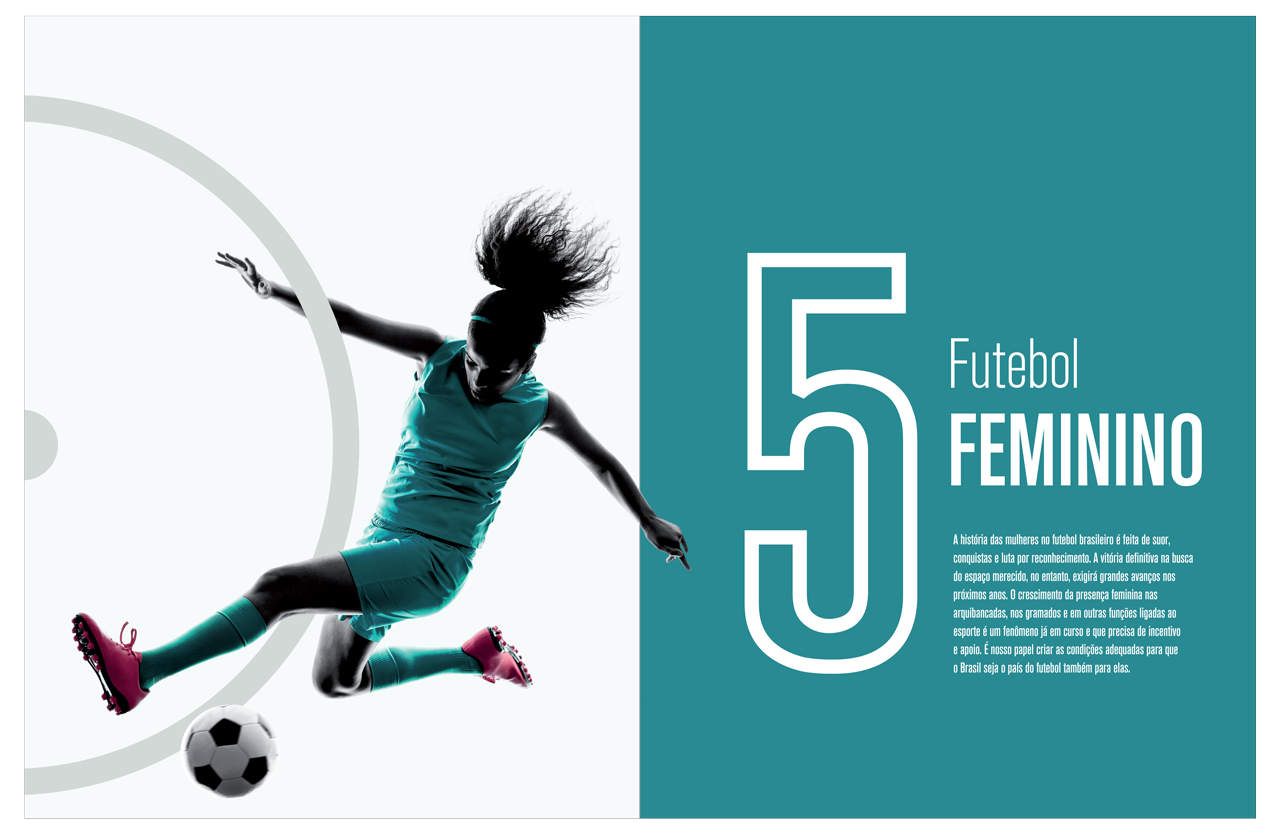 5
Futebol
FEMININO
A história das mulheres no futebol brasileiro é feita de suor,
conquistas e luta por reconhecimento. A vitória definitiva na busca
do espaço merecido, no entanto, exigirá grandes avanços nos
próximos anos. O crescimento da presença feminina nas
arquibancadas, nos gramados e em outras funções ligadas ao
esporte é um fenômeno já em curso e que precisa de incentivo
e apoio. É nosso papel criar as condições adequadas para que
o Brasil seja o país do futebol também para elas.